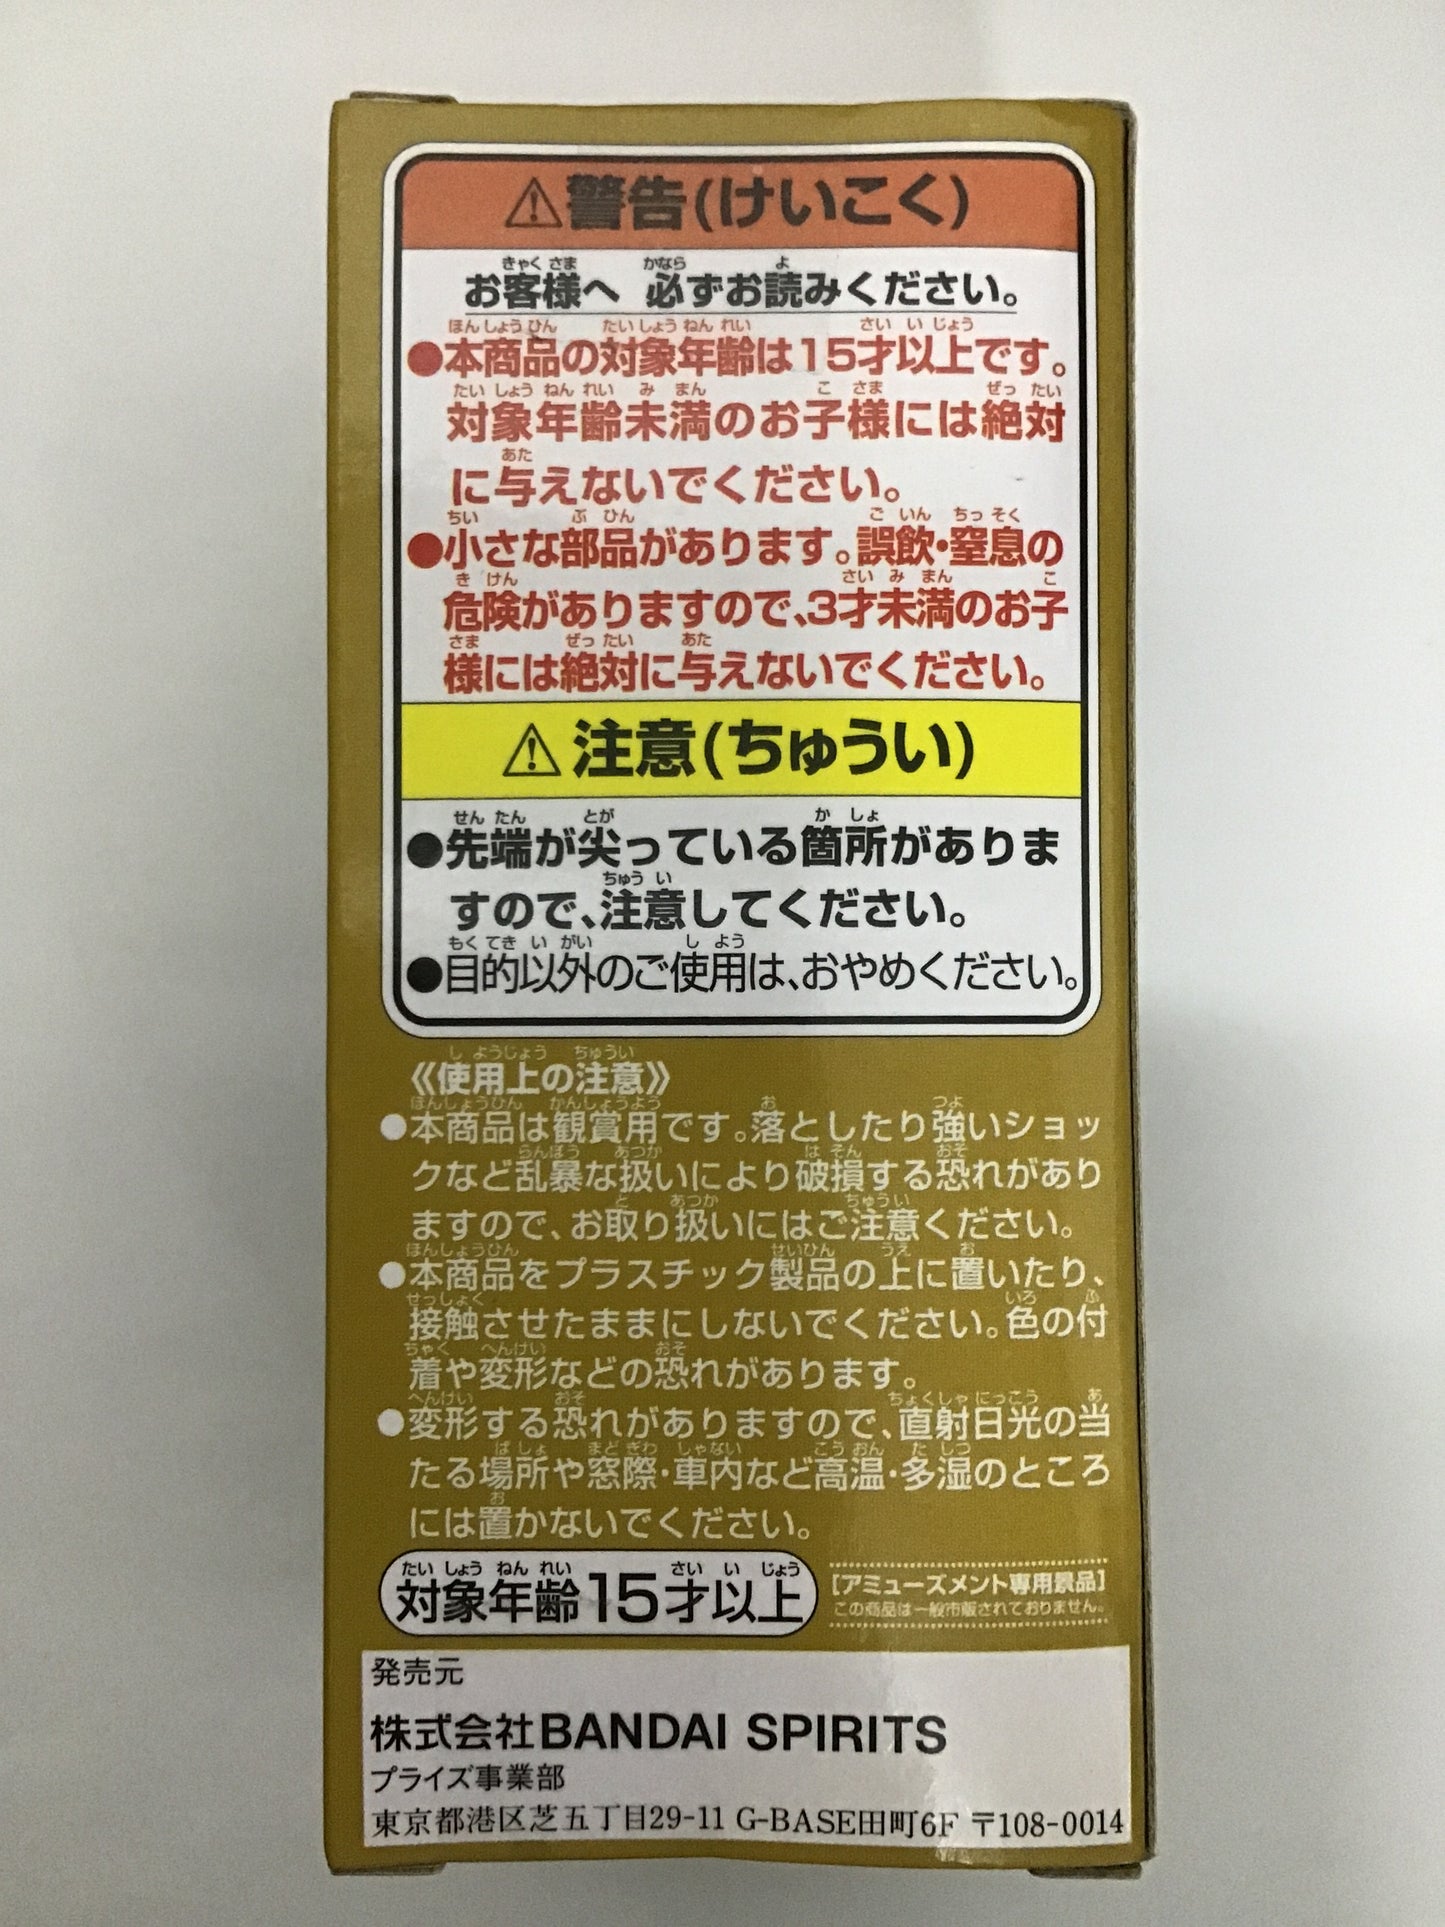 ⚠警告(けいこく)
お客様へ 必ずお読みください。
●本商品の対象年齢は15才以上です。
対象年齢未満のお子様には絶対
に与えないでください。
●小さな部品があります。誤飲・窒息の
危険がありますので、3才未満のお子
様には絶対に与えないでください。
⚠注意(ちゅうい)
●先端が尖っている箇所がありま
すので、注意してください。
●目的以外のご使用は、おやめください。
《使用上の注意》
●本商品は観賞用です。落としたり強いショッ
クなど乱暴な扱いにより破損する恐れがあり
ますので、お取り扱いにはご注意ください。
●本商品をプラスチック製品の上に置いたり、
接触させたままにしないでください。色の付
着や変形などの恐れがあります。
●変形する恐れがありますので、直射日光の当
たる場所や窓際・車内など高温・多湿のところ
には置かないでください。
対象年齢15才以上
[アミューズメント専用景品]
この商品は一般市販されておりません。
発売元
株式会社BANDAI SPIRITS
プライズ事業部
東京都港区芝五丁目29-11 G-BASE田町6F 〒108-0014